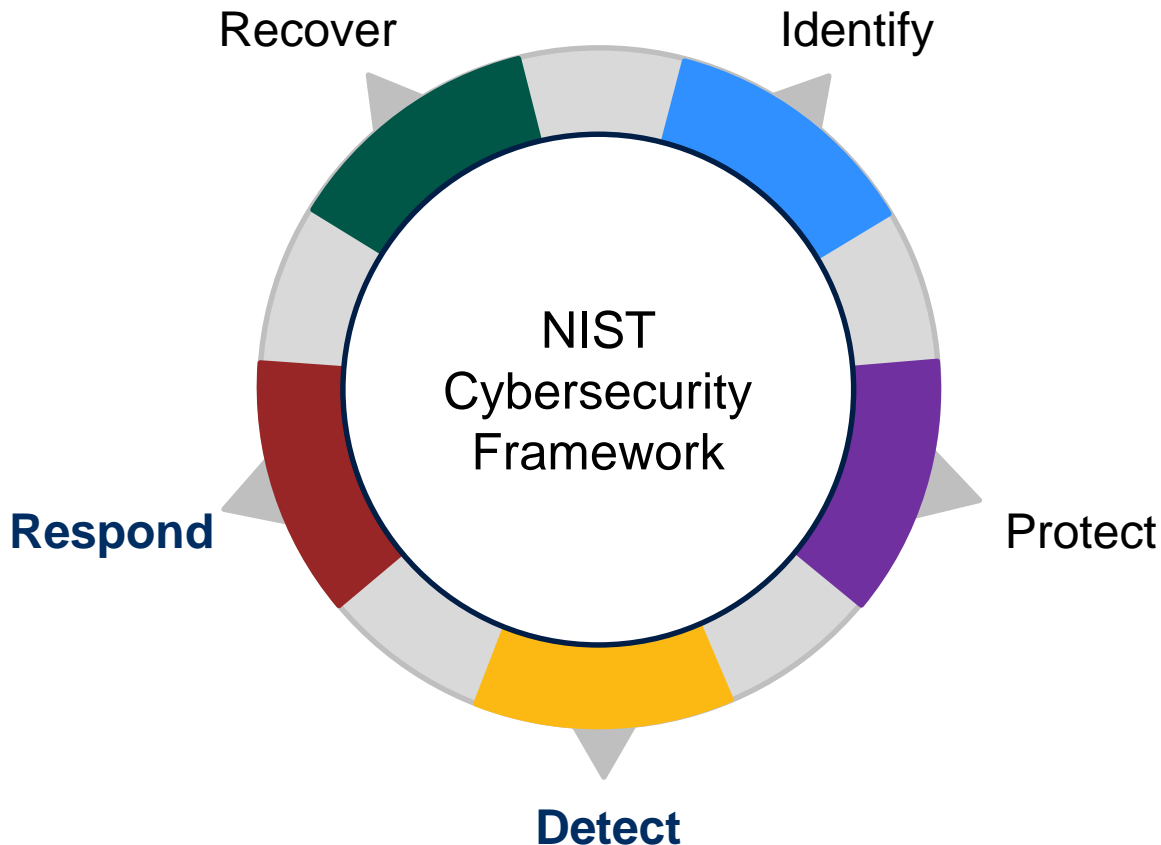 Recover
Identify
NIST
Cybersecurity
Framework
Respond
Protect
Detect